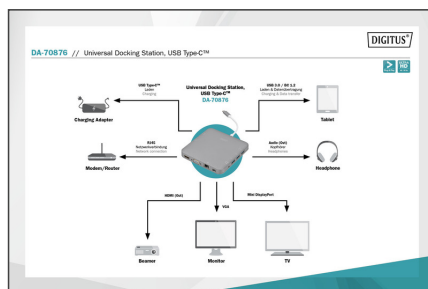 DIGITUS®
DA-70876 // Universal Docking Station, USB Type-C™
USB Type-C™
Laden
Charging
Universal Docking Station,
USB Type-C™
DA-70876
USB 3.0 / BC 1.2
Laden & Datenübertragung
Charging & Data transfer
Charging Adapter
Tablet
RJ45
Netzwerkverbindung
Network connection
Audio (Out)
Kopfhörer
Headphones
Modem/Router
Headphone
HDMI (Out)
VGA
Mini DisplayPort
Beamer
Monitor
TV